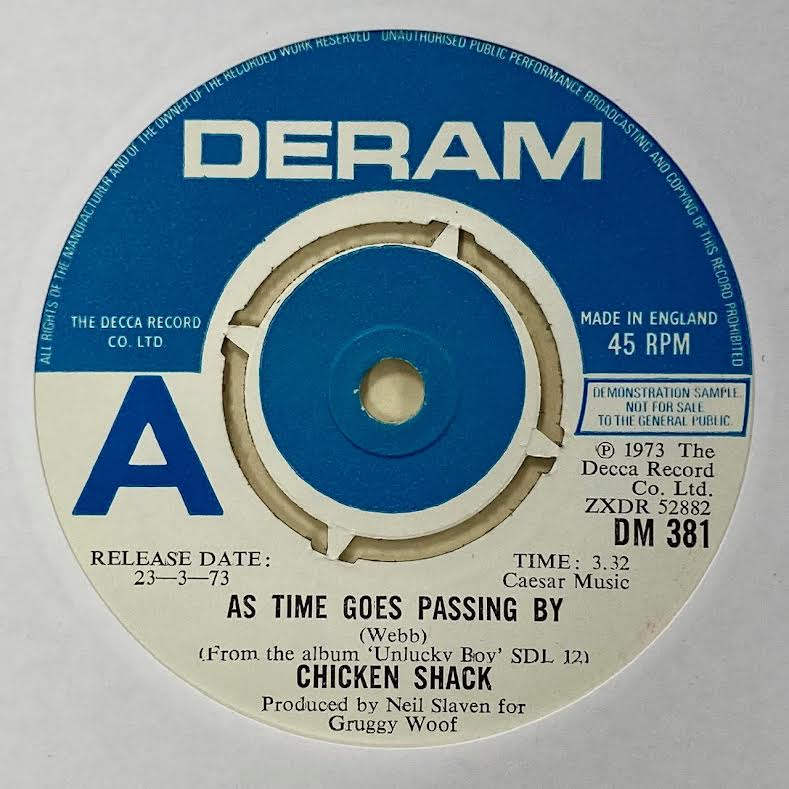 ALL RIGHTS OF THE MANUFACTURER AND OF THE OWNER OF THE RECORDED WORK RESERVED UNAUTHORISED PUBLIC PERFORMANCE BROADCASTING AND COPYING OF THIS RECORD PROHIBITED
DERAM
THE DECCA RECORD
CO. LTD
MADE IN ENGLAND
45 RPM
A
DEMONSTRATION SAMPLE
NOT FOR SALE
TO THE GENERAL PUBLIC.
℗ 1973 The
Decca Record
Co. Ltd.
ZXDR 52882
DM 381
RELEASE DATE:
23—3—73
TIME: 3.32
Caesar Music
AS TIME GOES PASSING BY
(Webb)
(From the album 'Unlucky Boy' SDL 12)
CHICKEN SHACK
Produced by Neil Slaven for
Gruggy Woof